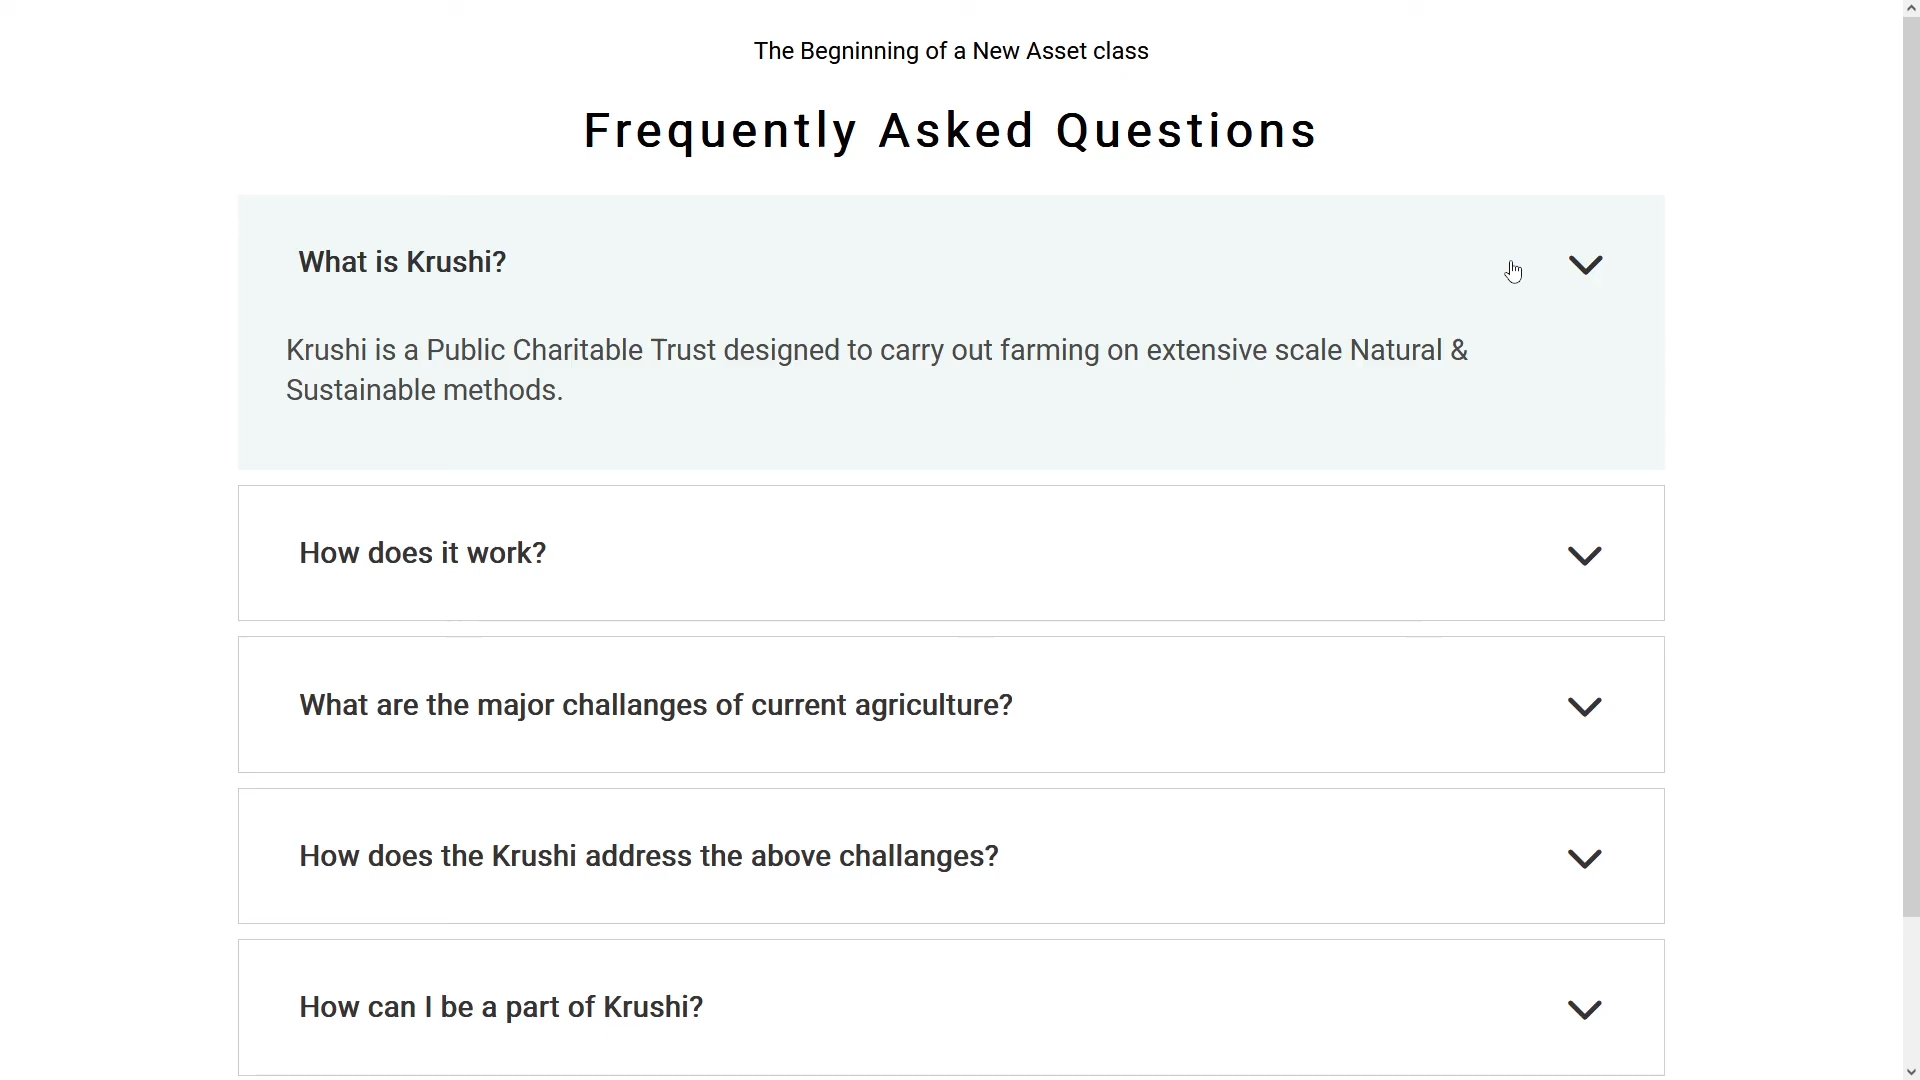 The Begninning of a New Asset class
Frequently Asked Questions
What is Krushi?
Krushi is a Public Charitable Trust designed to carry out farming on extensive scale Natural &
Sustainable methods.
How does it work?
What are the major challanges of current agriculture?
How does the Krushi address the above challanges?
How can I be a part of Krushi?